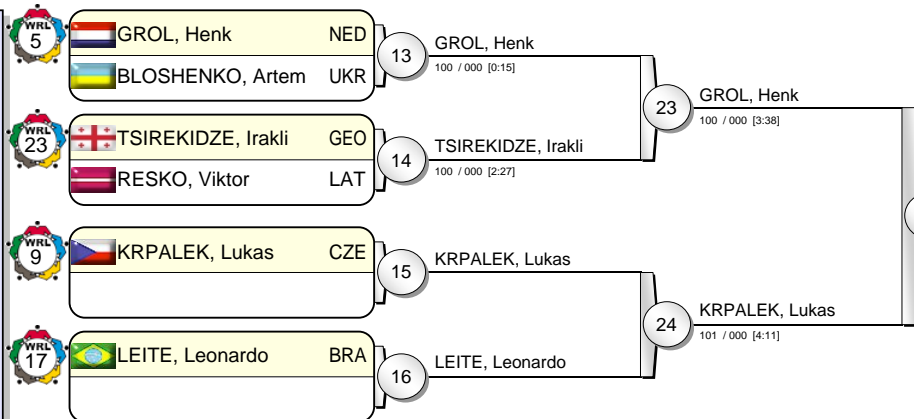 WRL
5
GROL, Henk NED
BLOSHENKO, Artem UKR
13
GROL, Henk
100 / 000 [0:15]
23
GROL, Henk
100 / 000 [3:38]
WRL
23
TSIREKIDZE, Irakli GEO
RESKO, Viktor LAT
14
TSIREKIDZE, Irakli
100 / 000 [2:27]
WRL
9
KRPALEK, Lukas CZE
15
KRPALEK, Lukas
24
KRPALEK, Lukas
101 / 000 [4:11]
WRL
17
LEITE, Leonardo BRA
16
LEITE, Leonardo